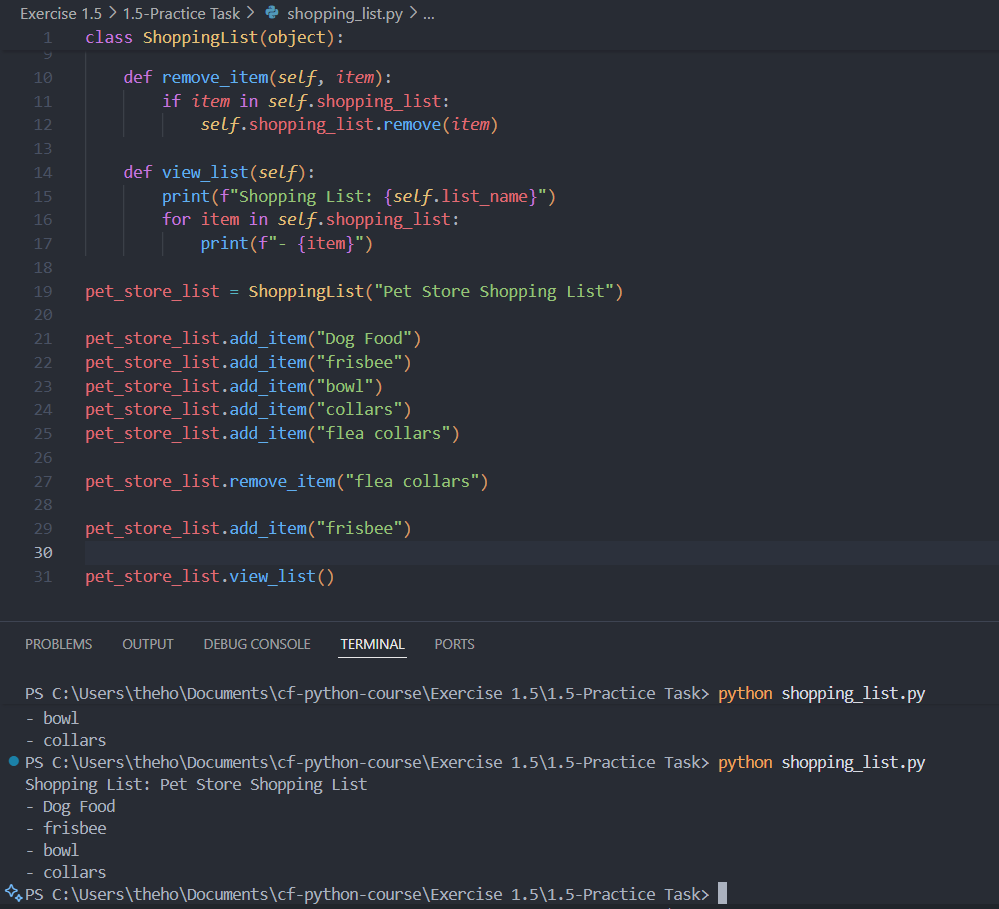 Exercise 1.5 > 1.5-Practice Task > shopping_list.py > ...
1 class ShoppingList(object):
9
10     def remove_item(self, item):
11         if item in self.shopping_list:
12             self.shopping_list.remove(item)
13
14     def view_list(self):
15         print(f"Shopping List: {self.list_name}")
16         for item in self.shopping_list:
17             print(f"- {item}")
18
19 pet_store_list = ShoppingList("Pet Store Shopping List")
20
21 pet_store_list.add_item("Dog Food")
22 pet_store_list.add_item("frisbee")
23 pet_store_list.add_item("bowl")
24 pet_store_list.add_item("collars")
25 pet_store_list.add_item("flea collars")
26
27 pet_store_list.remove_item("flea collars")
28
29 pet_store_list.add_item("frisbee")
30
31 pet_store_list.view_list()
PROBLEMS OUTPUT DEBUG CONSOLE TERMINAL PORTS
PS C:\Users\theho\Documents\cf-python-course\Exercise 1.5\1.5-Practice Task> python shopping_list.py
- bowl
- collars
PS C:\Users\theho\Documents\cf-python-course\Exercise 1.5\1.5-Practice Task> python shopping_list.py
Shopping List: Pet Store Shopping List
- Dog Food
- frisbee
- bowl
- collars
PS C:\Users\theho\Documents\cf-python-course\Exercise 1.5\1.5-Practice Task>